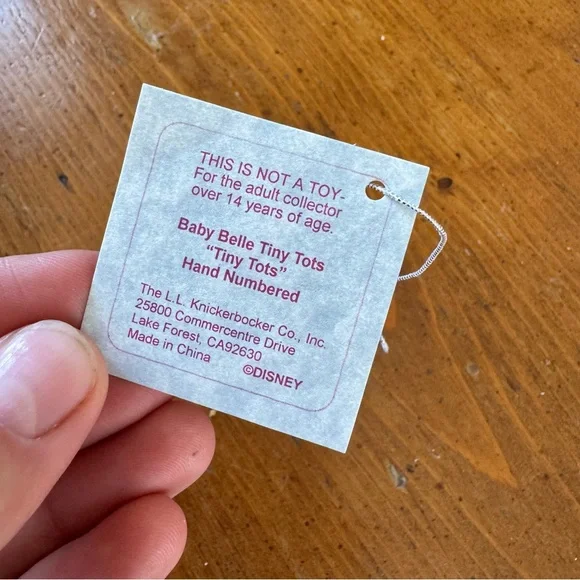 THIS IS NOT A TOY-
For the adult collector
over 14 years of age.
Baby Belle Tiny Tots
“Tiny Tots”
Hand Numbered
The L.L. Knickerbocker Co., Inc.
25800 Commercentre Drive
Lake Forest, CA92630
Made in China
©DISNEY